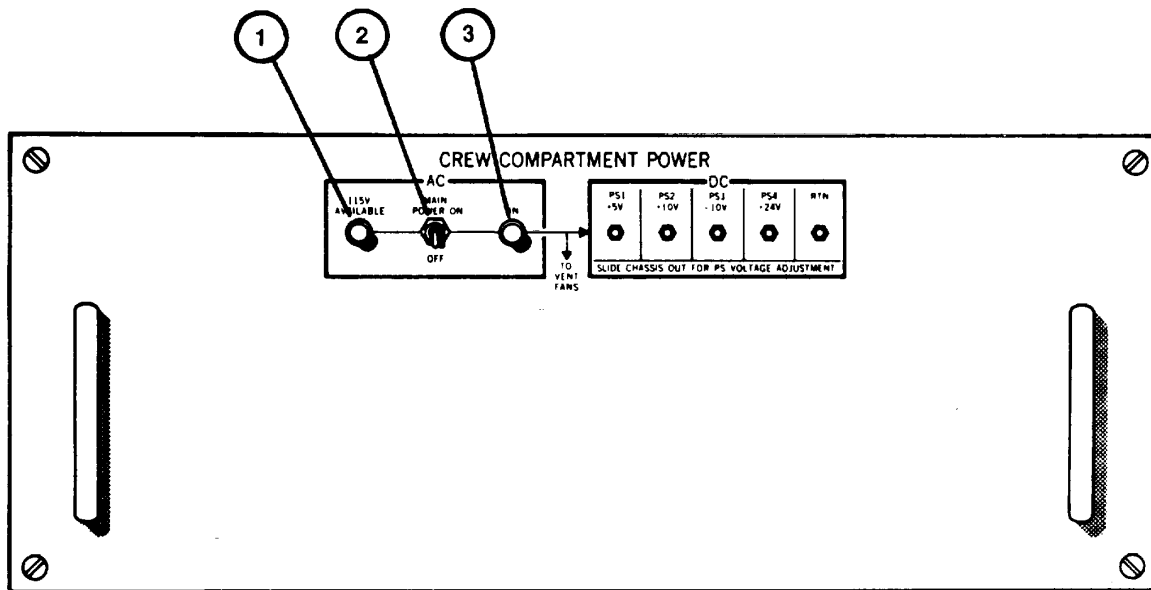 1 2 3
CREW COMPARTMENT POWER
AC
115V
AVAILABLE
MAIN
POWER ON
OFF
IN
TO
VENT
FANS
DC
PS1
+5V
PS2
+10V
PS3
-10V
PS4
+24V
RTN
SLIDE CHASSIS OUT FOR PS VOLTAGE ADJUSTMENT